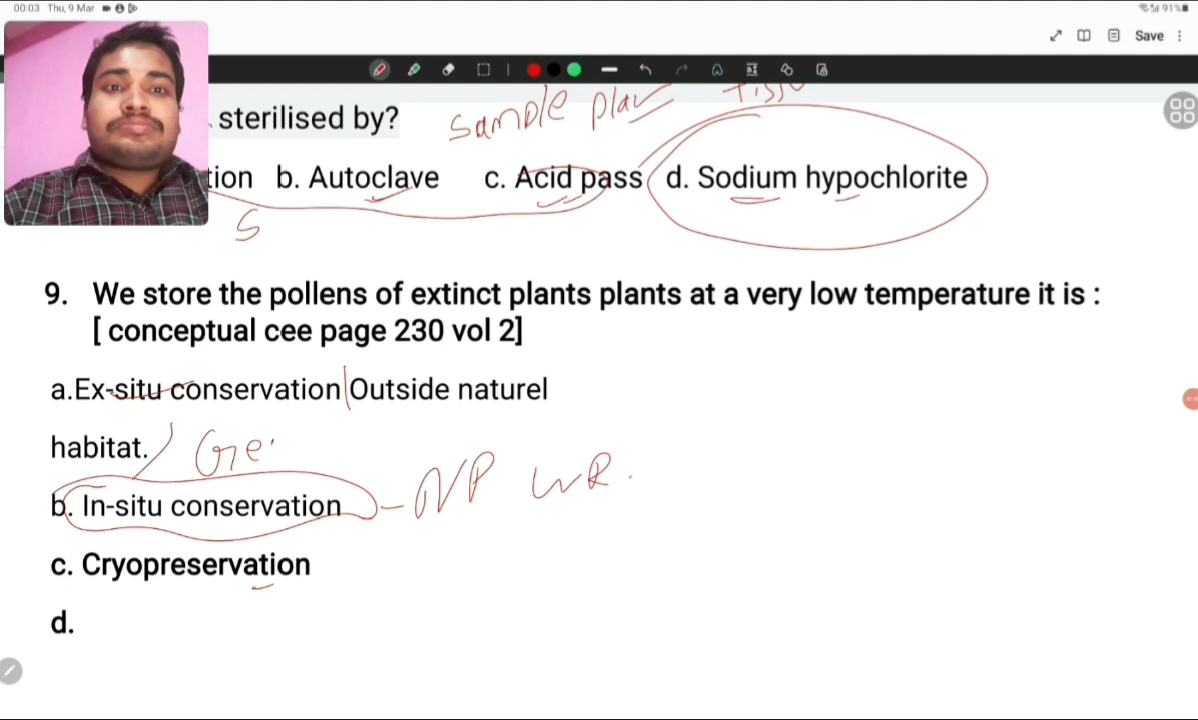 00:03 Thu, 9 Mar 91%
Save
sample
sterilised by?
tion b. Autoclave c. Acid pass d. Sodium hypochlorite
S
9. We store the pollens of extinct plants plants at a very low temperature it is :
[ conceptual cee page 230 vol 2]
a.Ex-situ conservation Outside naturel
habitat. Ge
b. In-situ conservation - NP WR.
c. Cryopreservation
d.